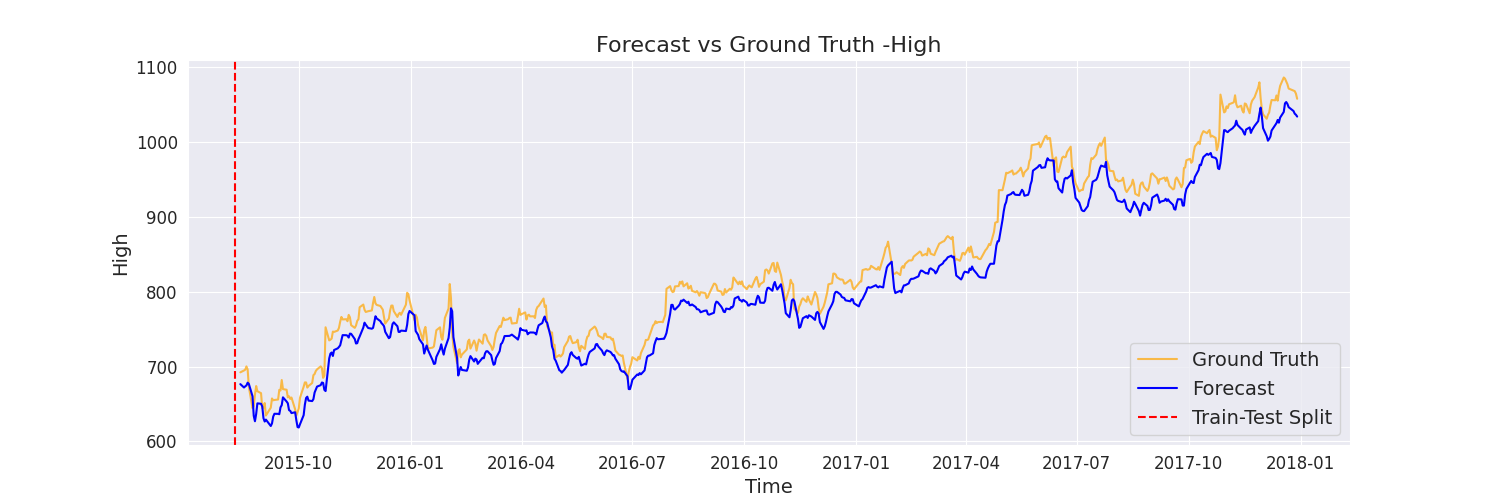 Forecast vs Ground Truth -High
1100
1000
900
800
700
600
High
2015-10
2016-01
2016-04
2016-07
2016-10
2017-01
2017-04
2017-07
2017-10
2018-01
Time
Ground Truth
Forecast
Train-Test Split